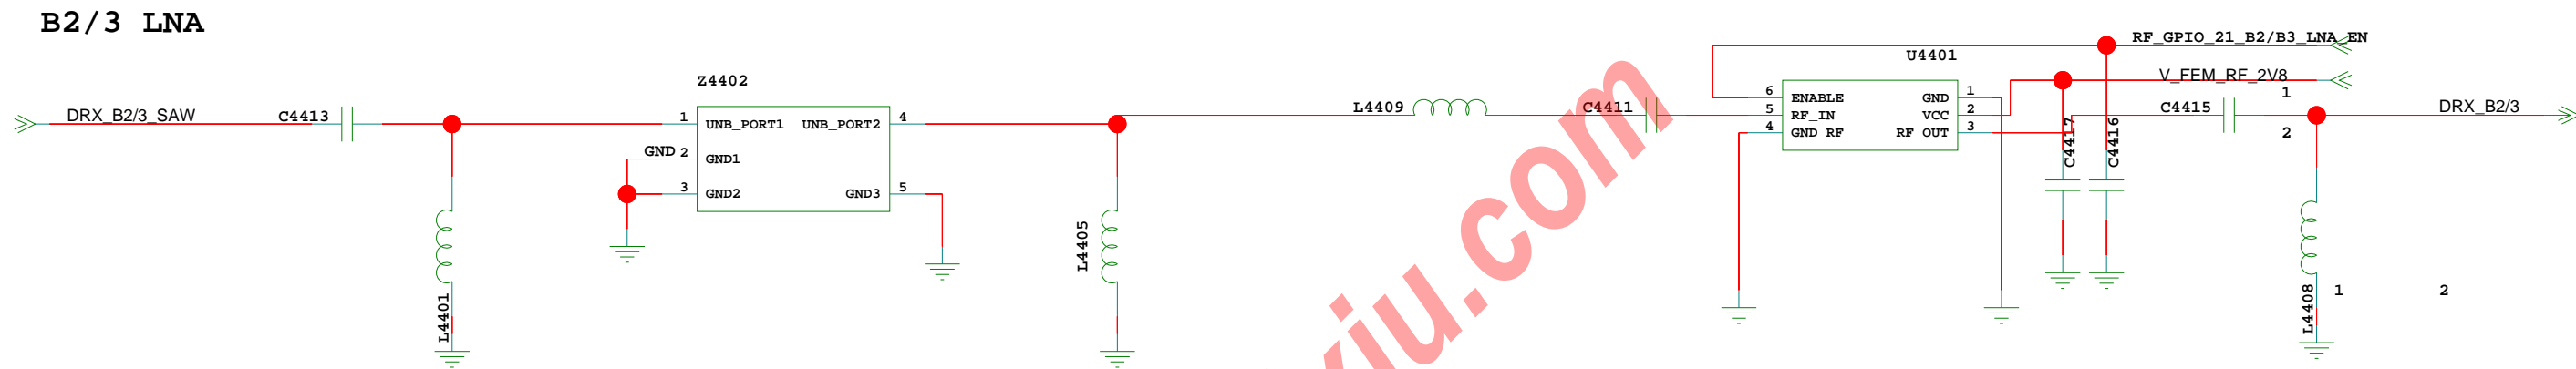 B2/3 LNA
RF_GPIO_21_B2/B3_LNA_EN
U4401
Z4402
V_FEM_RF_2V8
DRX_B2/3_SAW
C4413
1 UNB_PORT1 UNB_PORT2 4
GND 2 GND1
3 GND2 GND3 5
L4409
C4411
6 ENABLE GND 1
5 RF_IN VCC 2
4 GND_RF RF_OUT 3
C4415
1
2
DRX_B2/3
C4417
C4416
L4401
L4405
L4408
1 2
xiu.com